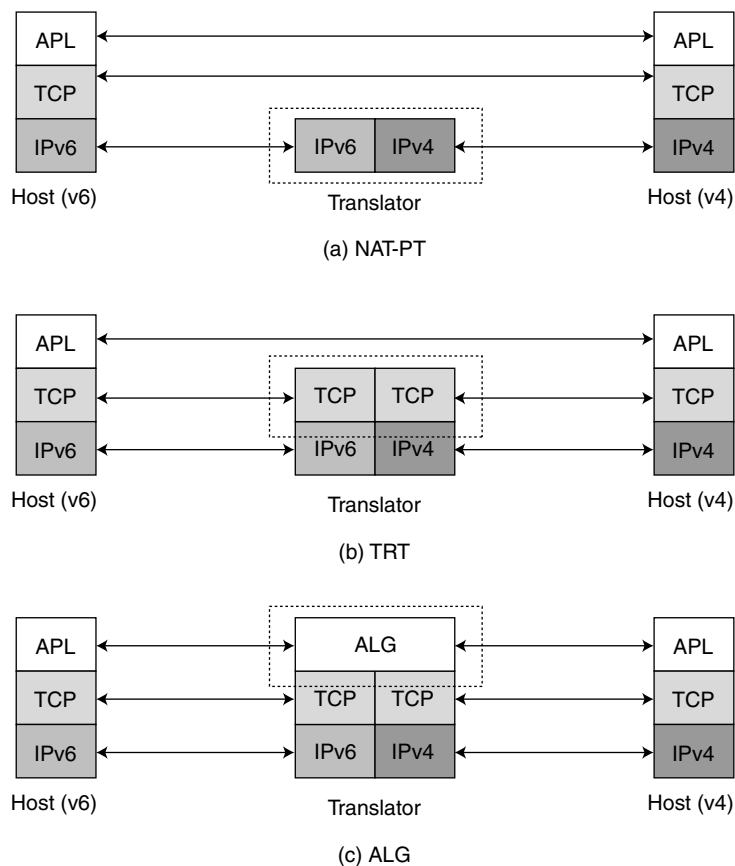 APL APL
TCP TCP
IPv6 IPv6 IPv4 IPv4
Host (v6) Translator Host (v4)
(a) NAT-PT
APL APL
TCP TCP TCP TCP
IPv6 IPv6 IPv4 IPv4
Host (v6) Translator Host (v4)
(b) TRT
APL ALG APL
TCP TCP TCP TCP
IPv6 IPv6 IPv4 IPv4
Host (v6) Translator Host (v4)
(c) ALG